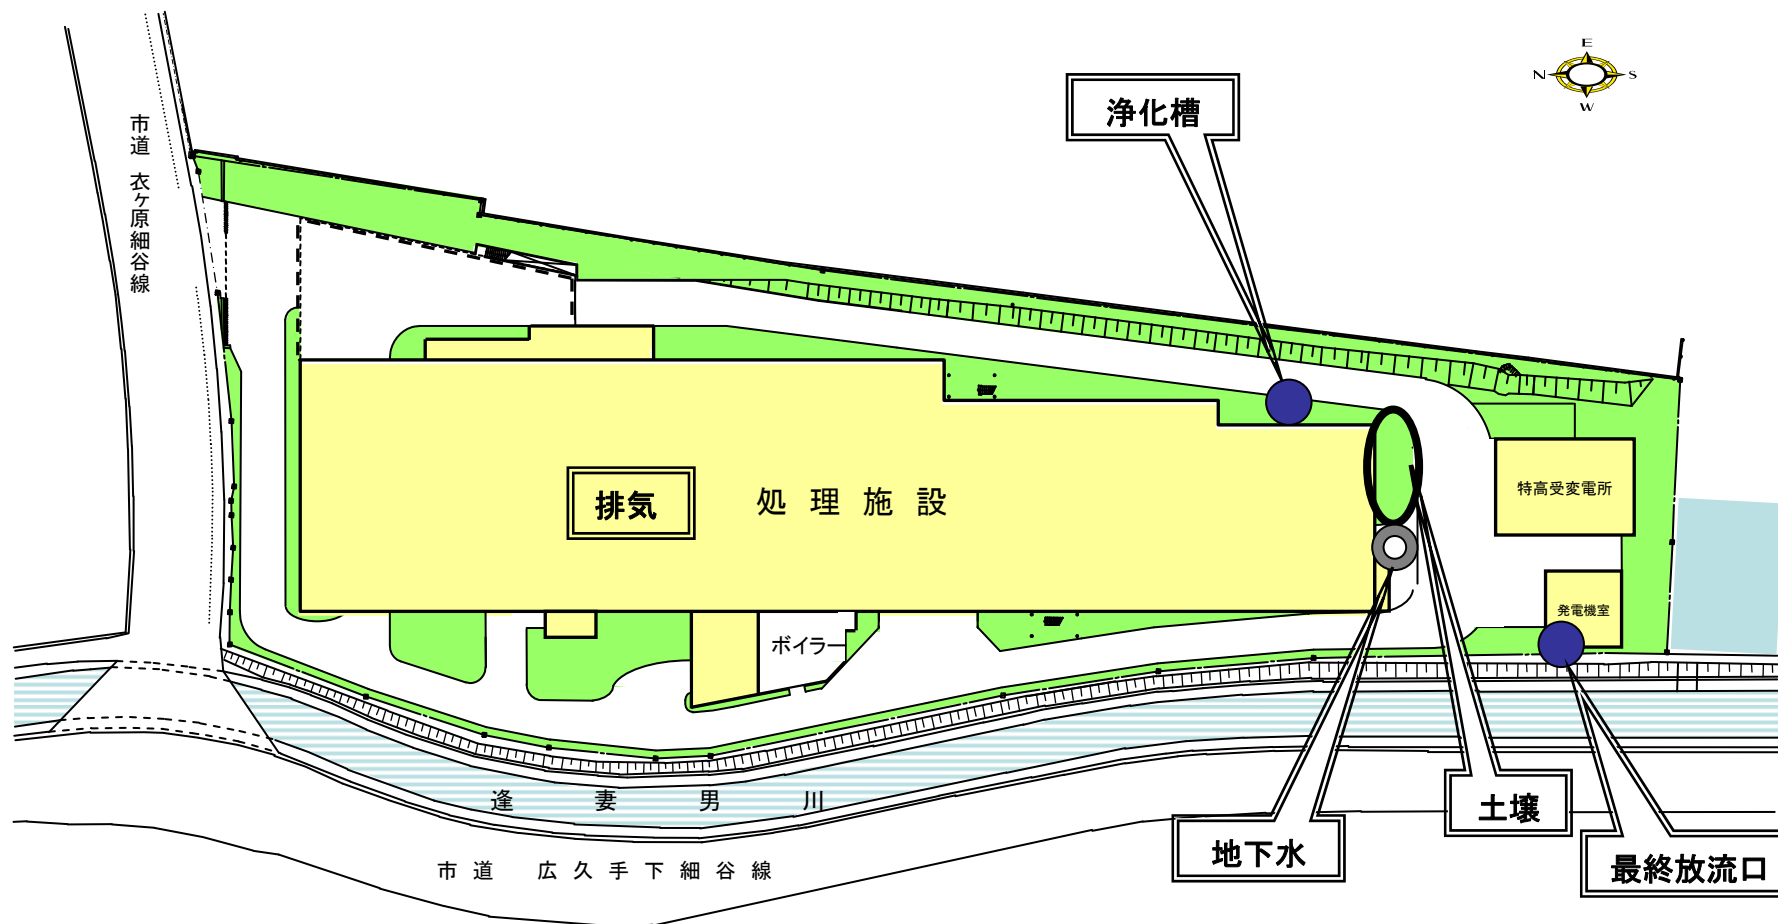 E
N S
W
浄化槽
市道 衣ヶ原細谷線
排気
処理施設
特高受変電所
発電機室
ボイラー
逢妻男川
土壌
地下水
最終放流口
市道 広久手下細谷線